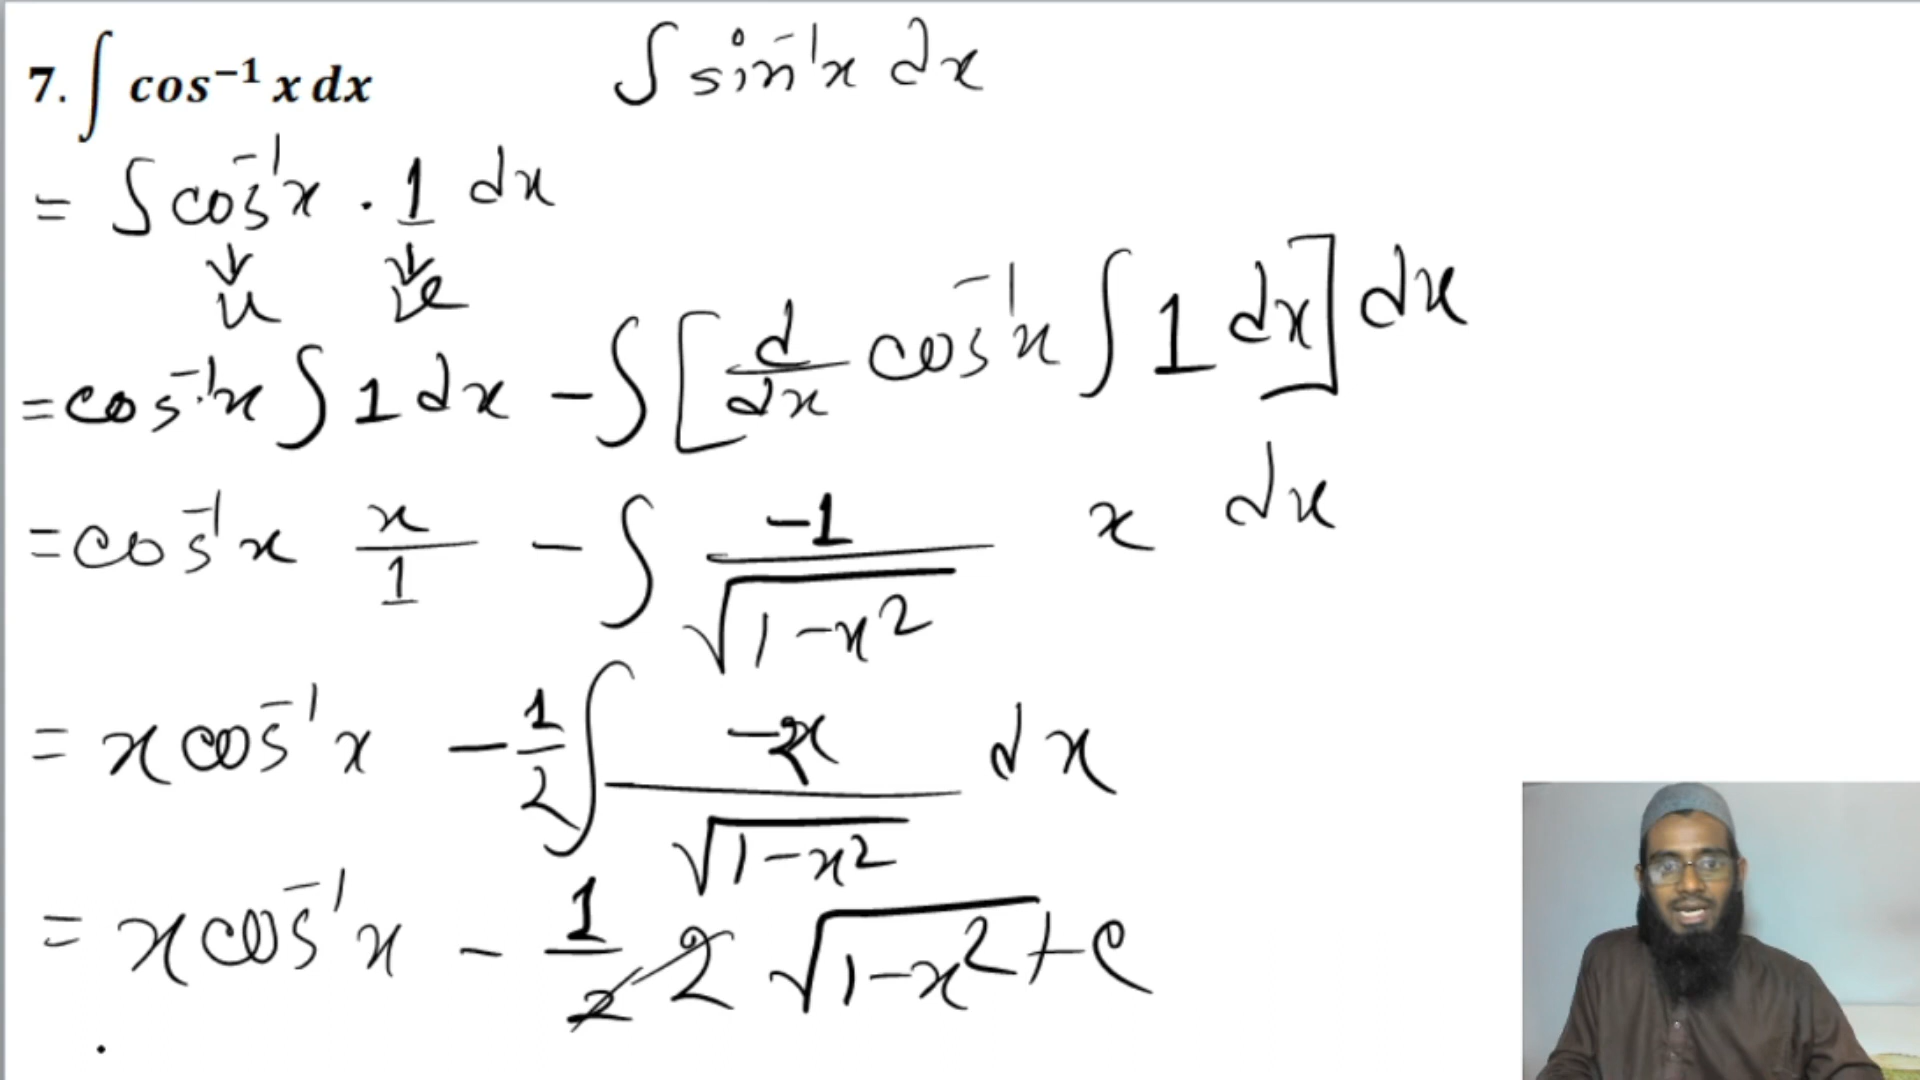 7. ∫ cos⁻¹ x dx    ∫ sin⁻¹x dx
= ∫ cos⁻¹x . 1 dx
↓ ↓
u v
= cos⁻¹x ∫ 1 dx - ∫ [ d/dx cos⁻¹x ∫ 1 dx ] dx
= cos⁻¹x x/1 - ∫ -1/√(1-x²) x dx
= x cos⁻¹x - 1/2 ∫ -2x/√(1-x²) dx
= x cos⁻¹x - 1/2 2 √(1-x²) + c